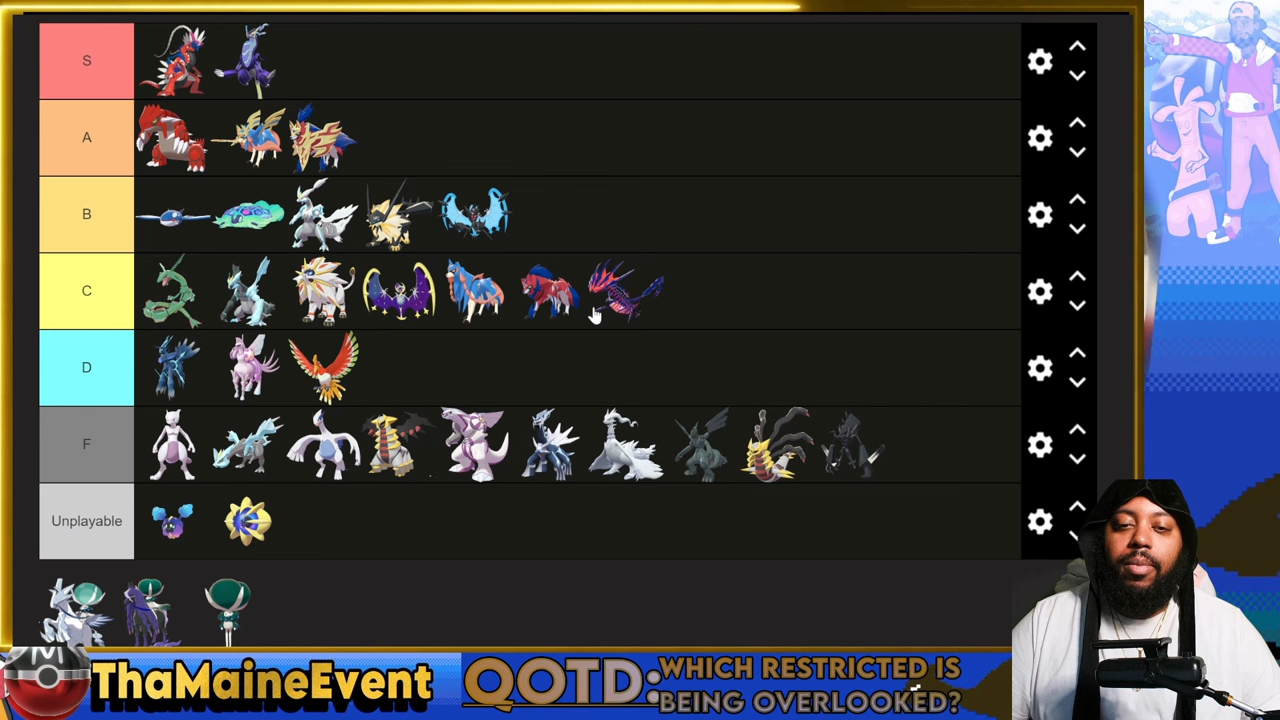 S
A
B
C
D
F
Unplayable
M
ThaMaineEvent
QOTD:
WHICH RESTRICTED IS
BEING OVERLOOKED?